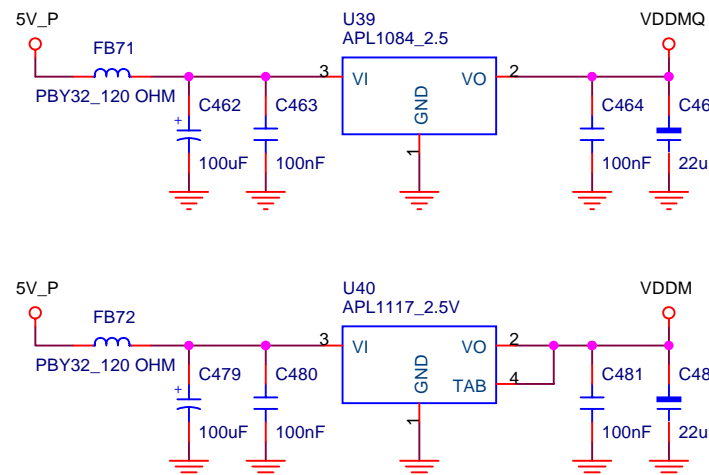 5V_P
U39
VDDMQ
APL1084_2.5
FB71
3
VI
VO
2
PBY32_120 OHM
C462
C463
GND
C464
+
1
100uF
100nF
100nF
5V_P
U40
VDDM
APL1117_2.5V
FB72
3
VI
VO
2
PBY32_120 OHM
C479
C480
GND
TAB
4
C481
+
1
100uF
100nF
100nF